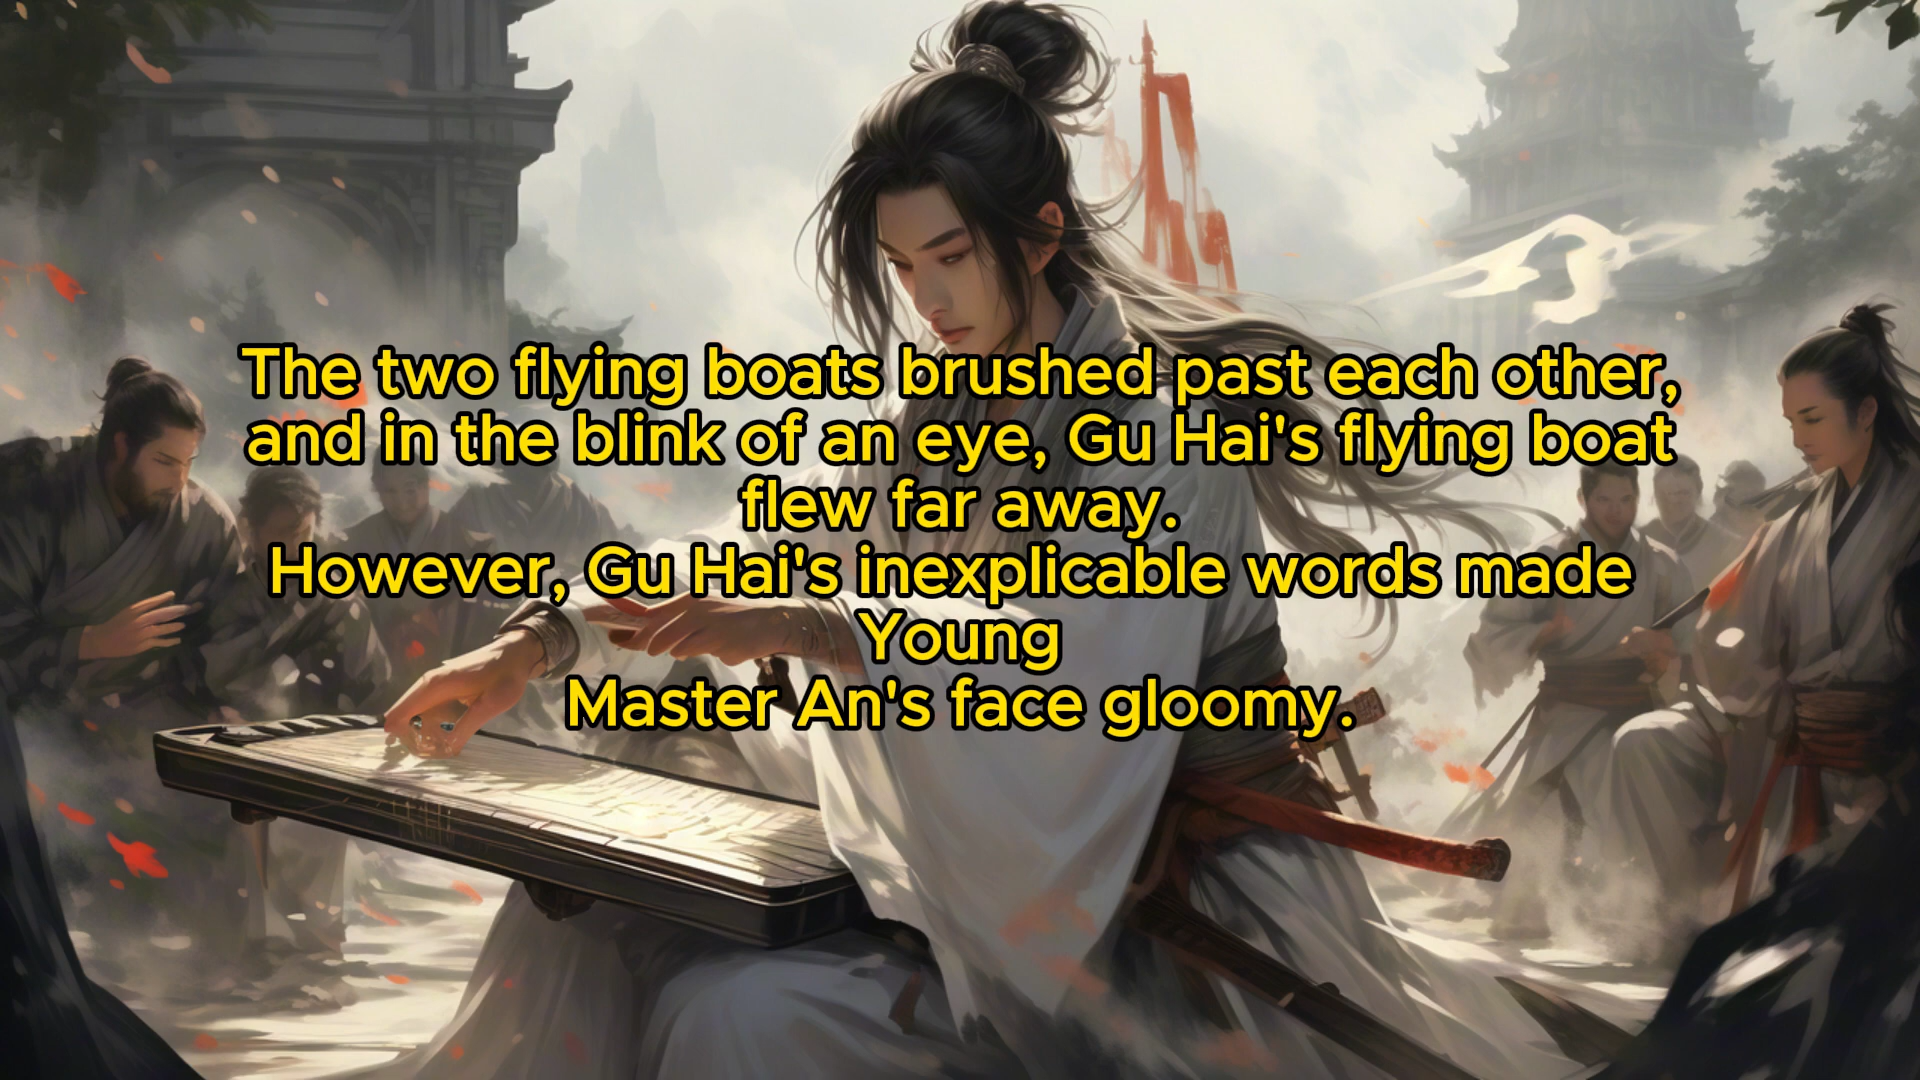 The two flying boats brushed past each other,
and in the blink of an eye, Gu Hai's flying boat
flew far away.
However, Gu Hai's inexplicable words made
Young
Master An's face gloomy.